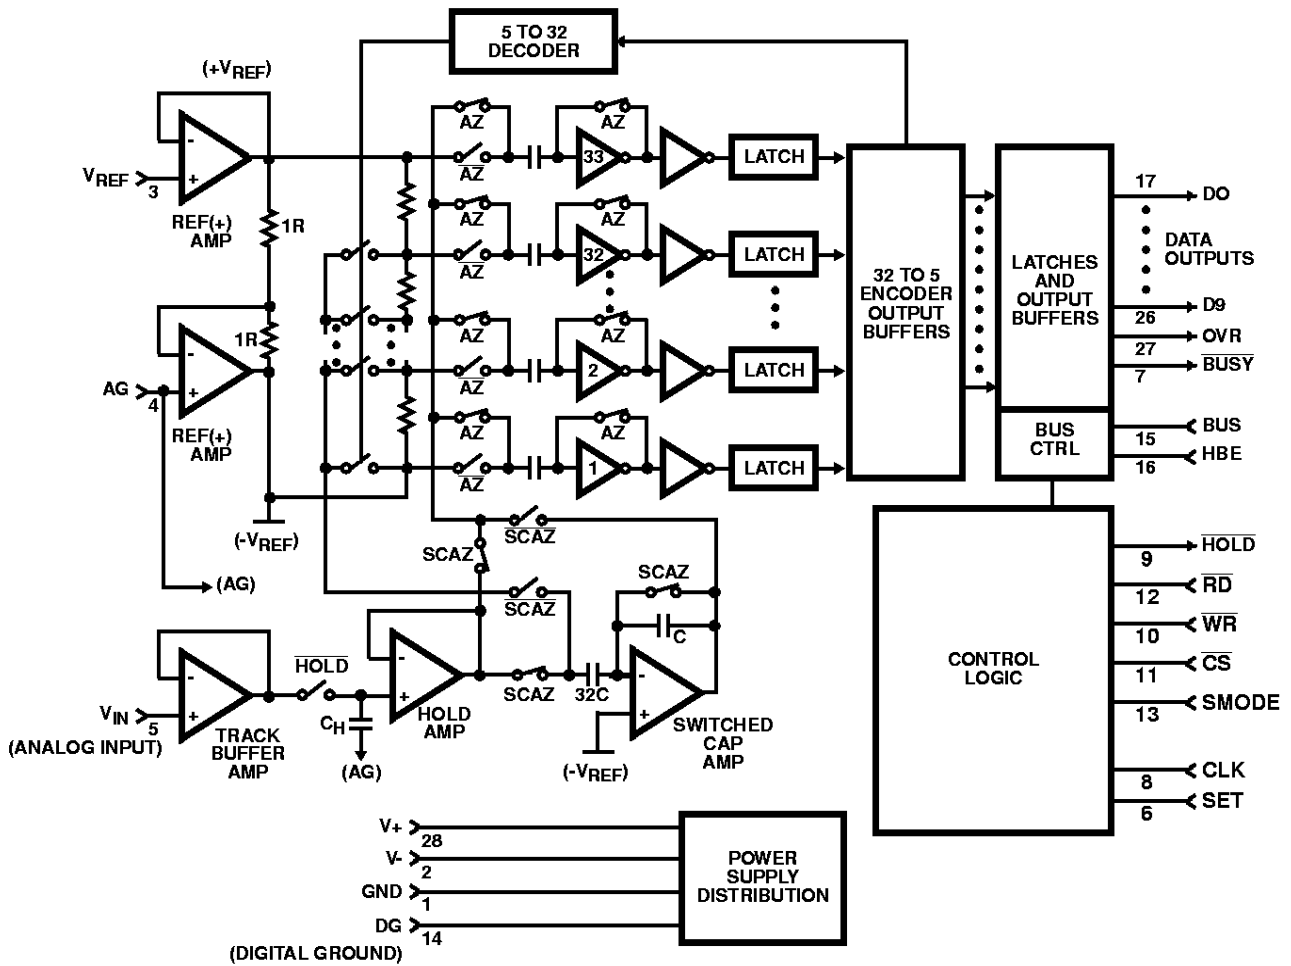 5 TO 32
DECODER
(+VREF)
-
+
VREF
3
REF(+)
AMP
1R
1R
-
+
AG
4
REF(+)
AMP
(-VREF)
(AG)
AZ
AZ
AZ
33
LATCH
AZ
AZ
AZ
32
LATCH
AZ
AZ
AZ
2
LATCH
AZ
AZ
AZ
1
LATCH
32 TO 5
ENCODER
OUTPUT
BUFFERS
LATCHES
AND
OUTPUT
BUFFERS
BUS
CTRL
17
DO
DATA
OUTPUTS
D9
26
OVR
27
BUSY
7
BUS
15
HBE
16
SCAZ
SCAZ
SCAZ
SCAZ
C
-
+
VIN
5
(ANALOG INPUT)
TRACK
BUFFER
AMP
HOLD
CH
(AG)
-
+
HOLD
AMP
SCAZ
32C
-
+
(-VREF)
SWITCHED
CAP
AMP
CONTROL
LOGIC
HOLD
9
RD
12
WR
10
CS
11
SMODE
13
CLK
8
SET
6
V+
28
V-
2
GND
1
DG
14
(DIGITAL GROUND)
POWER
SUPPLY
DISTRIBUTION